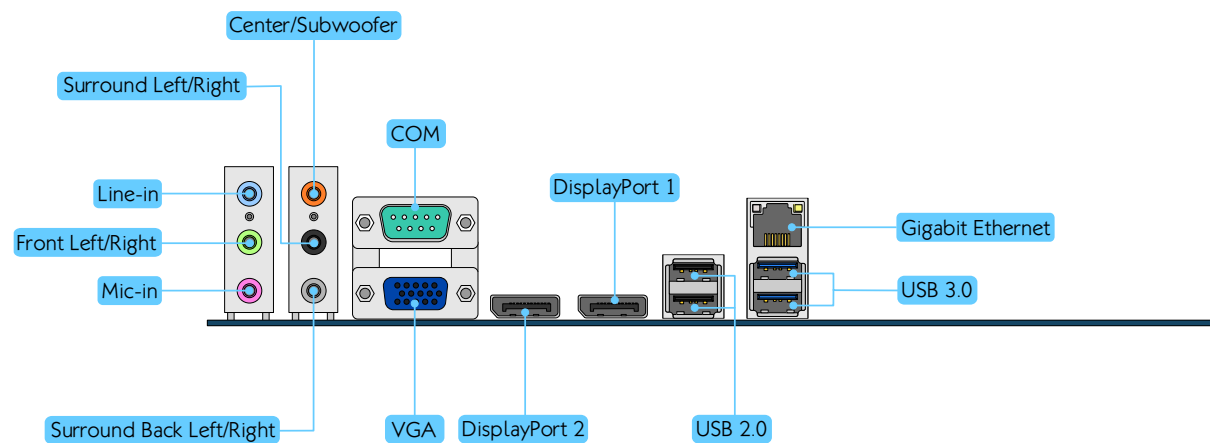 Center/Subwoofer
Surround Left/Right
COM
Line-in
DisplayPort 1
Front Left/Right
Gigabit Ethernet
Mic-in
USB 3.0
Surround Back Left/Right
VGA
DisplayPort 2
USB 2.0